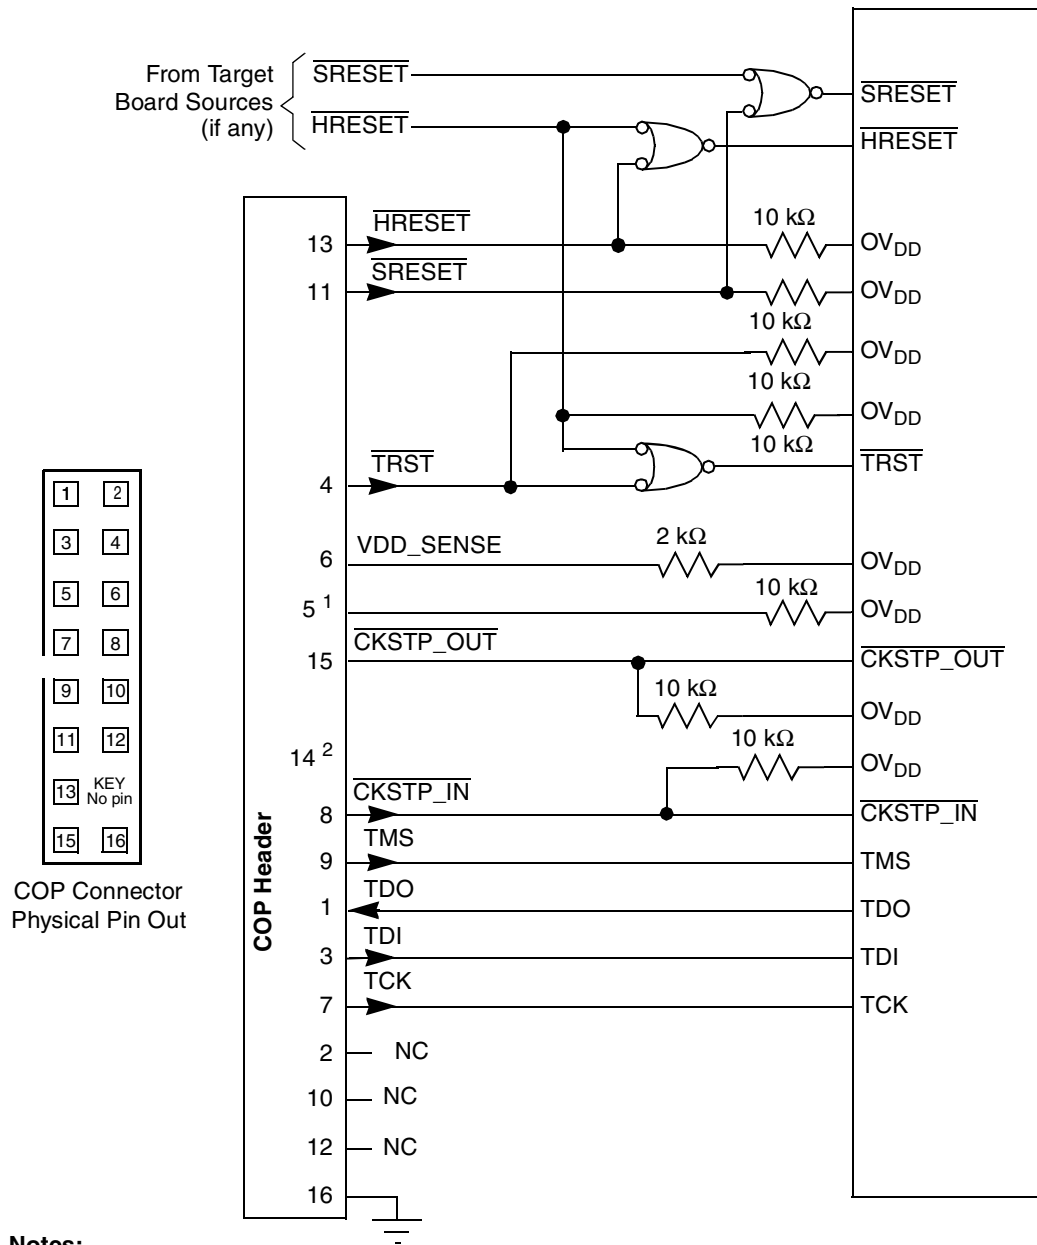 From Target
Board Sources
(if any)
SRESET
HRESET
SRESET
HRESET
13 HRESET 10 kΩ OVDD
11 SRESET 10 kΩ OVDD
10 kΩ OVDD
10 kΩ OVDD
4 TRST TRST
6 VDD_SENSE 2 kΩ OVDD
5 1 10 kΩ OVDD
15 CKSTP_OUT CKSTP_OUT
10 kΩ OVDD
14 2 10 kΩ OVDD
8 CKSTP_IN CKSTP_IN
9 TMS TMS
1 TDO TDO
3 TDI TDI
7 TCK TCK
2 NC
10 NC
12 NC
16
COP Header
1 2
3 4
5 6
7 8
9 10
11 12
13 KEY
No pin
15 16
COP Connector
Physical Pin Out
Notes: